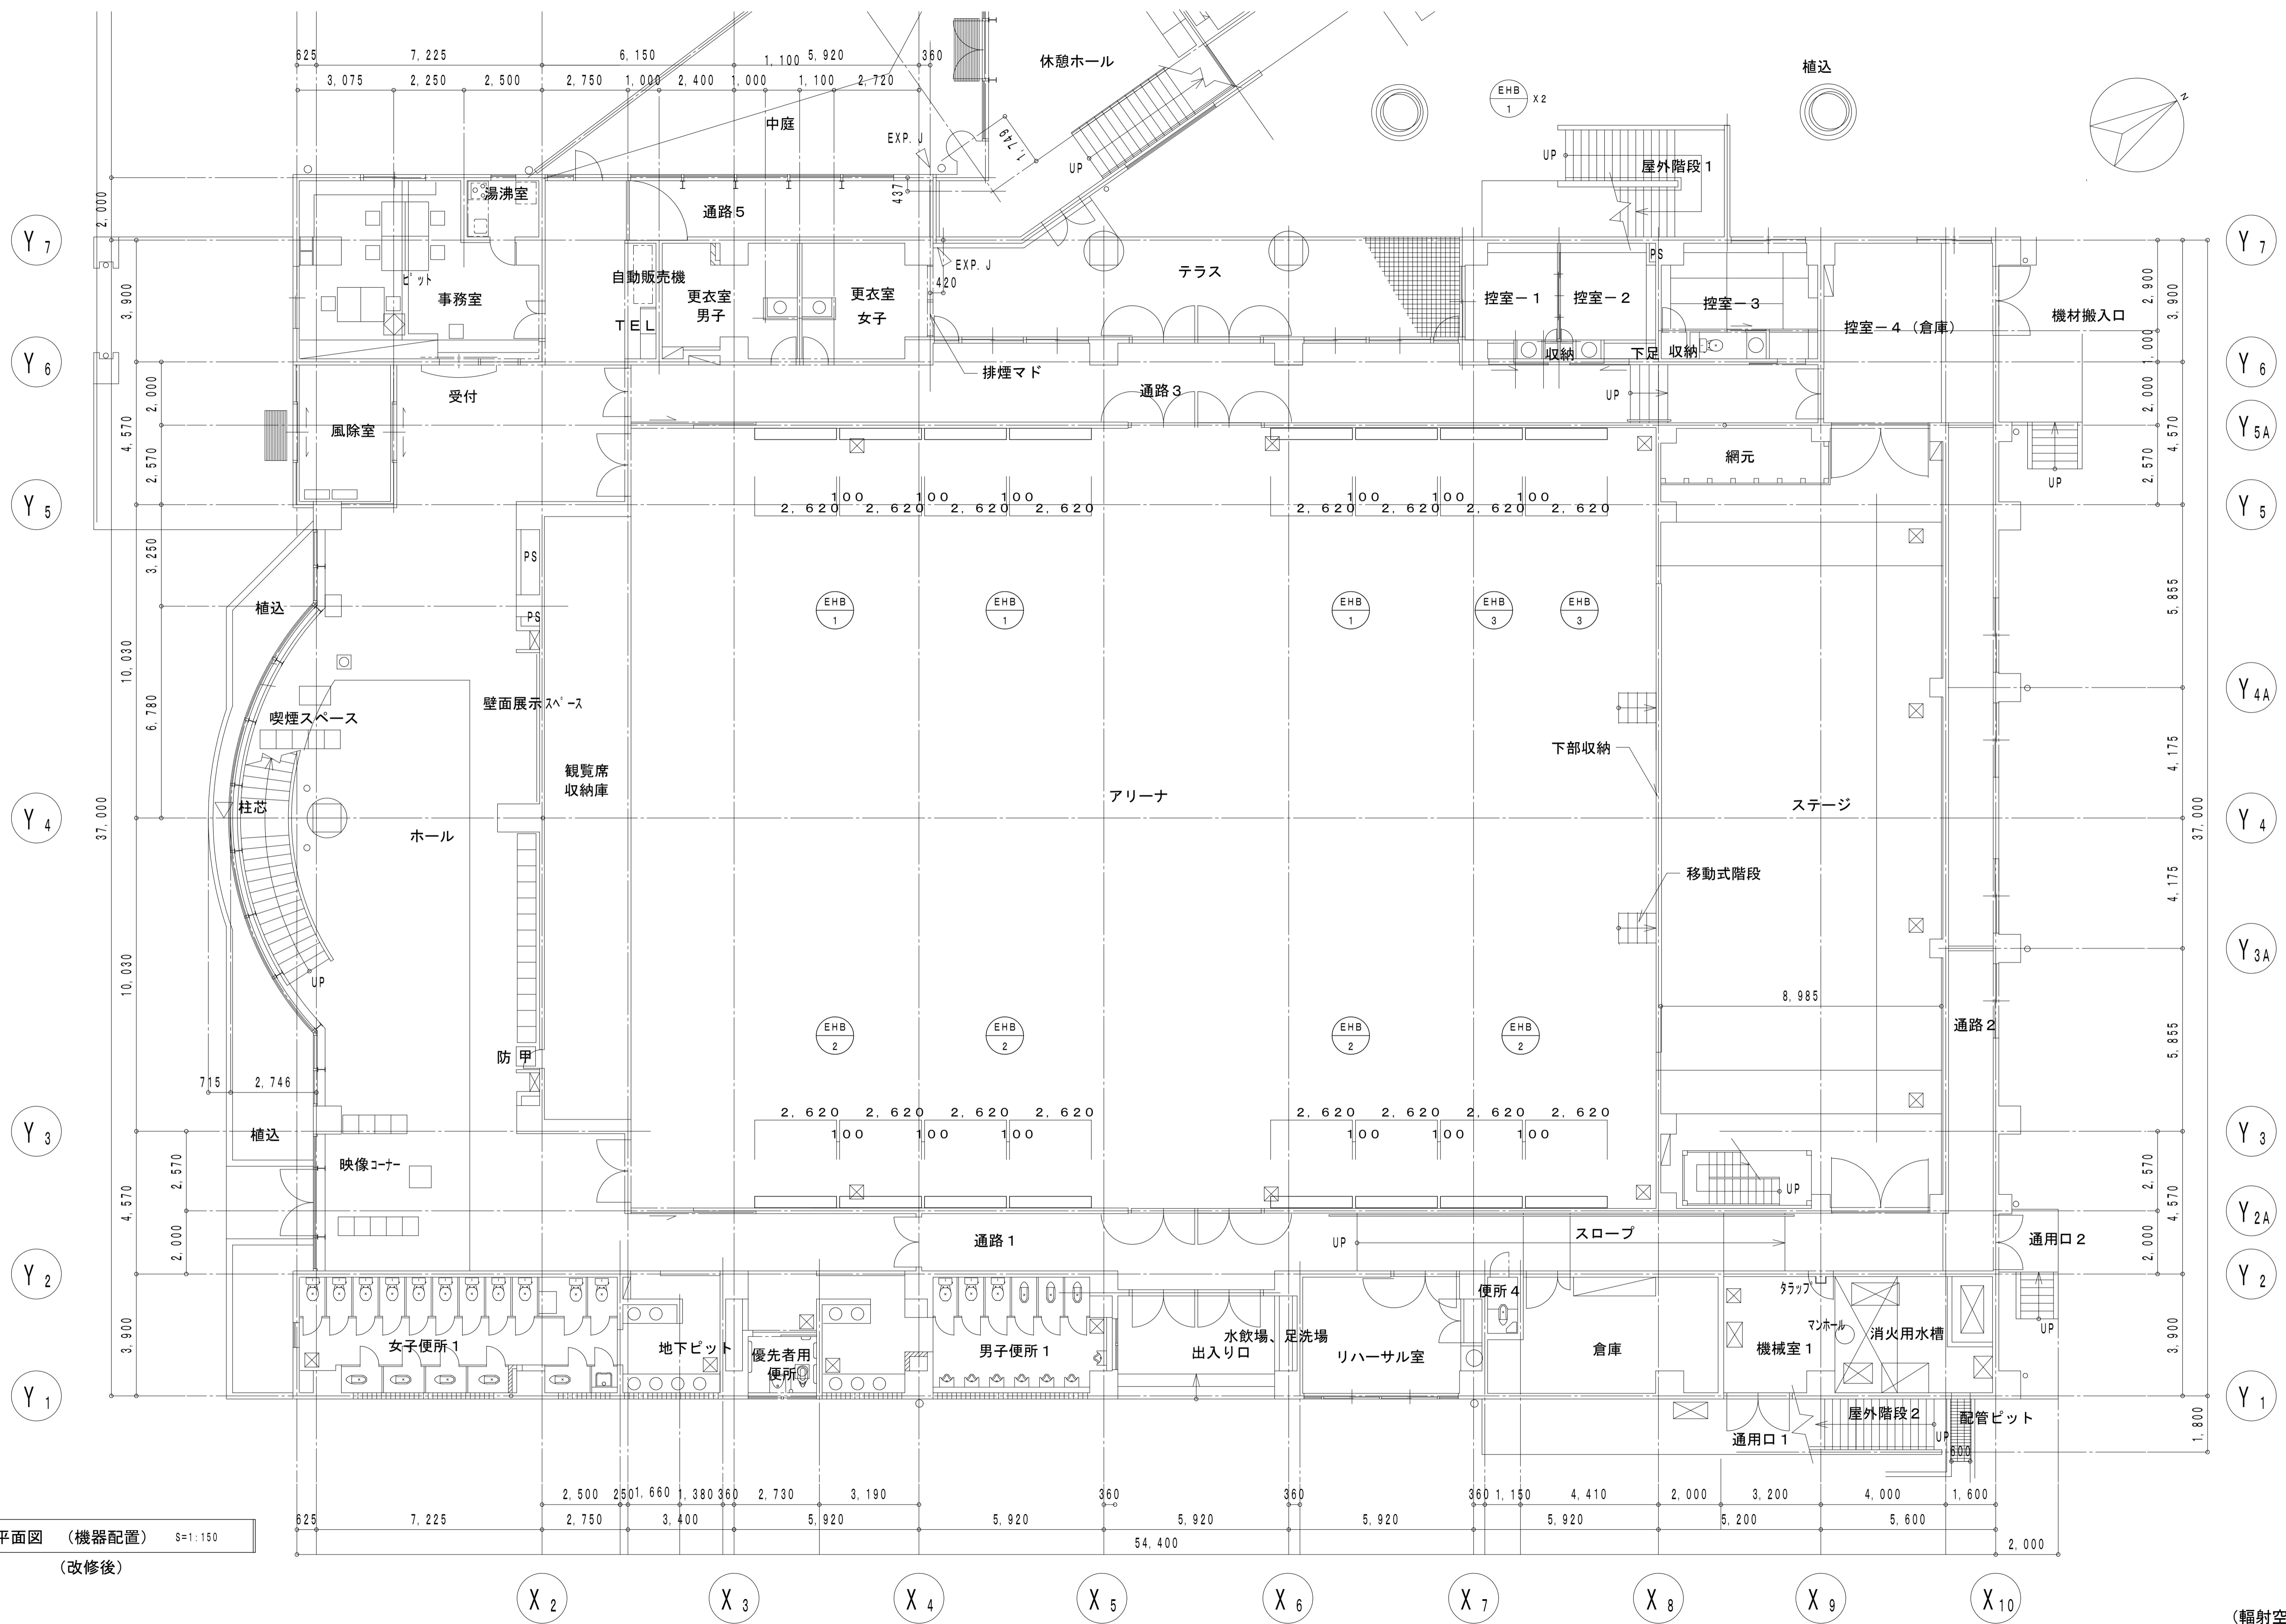 休憩ホール
植込
EHB
1
X2
N
625
7,225
6,150
1,100
5,920
360
3,075
2,250
2,500
2,750
1,000
2,400
1,000
1,100
2,720
中庭
EXP.J
1,749
UP
UP
屋外階段1
2,000
湯沸室
通路5
437
Y7
Y7
ピット
事務室
自動販売機
TEL
更衣室
男子
更衣室
女子
EXP.J
420
テラス
控室-1
控室-2
PS
控室-3
控室-4(倉庫)
機材搬入口
3,900
2,900
3,900
1,000
Y6
収納
下足
収納
Y6
排煙マド
受付
通路3
UP
2,000
4,570
2,570
風除室
2,000
4,570
2,570
Y5A
網元
UP
Y5
100
100
100
2,620
2,620
2,620
2,620
100
100
100
2,620
2,620
2,620
2,620
Y5
3,250
PS
植込
PS
EHB
1
EHB
1
EHB
1
EHB
3
EHB
3
5,855
10,030
6,780
喫煙スペース
壁面展示スペース
Y4A
下部収納
4,175
観覧席
収納庫
アリーナ
ステージ
柱芯
37,000
Y4
ホール
37,000
Y4
移動式階段
4,175
10,030
UP
Y3A
8,985
防
甲
EHB
2
EHB
2
EHB
2
EHB
2
通路2
5,855
715
2,746
2,620
2,620
2,620
2,620
100
100
100
2,620
2,620
2,620
2,620
100
100
100
Y3
植込
Y3
映像コーナー
2,570
4,570
2,000
UP
2,570
4,570
2,000
Y2A
通路1
UP
スロープ
通用口2
Y2
Y2
便所4
タラップ
マンホール
女子便所1
地下ピット
優先者用
便所
男子便所1
水飲場、足洗場
出入り口
リハーサル室
倉庫
機械室1
消火用水槽
UP
3,900
3,900
Y1
Y1
通用口1
屋外階段2
UP
配管ピット
600
1,800
2,500
250
1,660
1,380
360
2,730
3,190
360
360
360
1,150
4,410
2,000
3,200
4,000
1,600
625
7,225
2,750
3,400
5,920
5,920
5,920
5,920
5,920
5,200
5,600
54,400
2,000
平面図 (機器配置) S=1:150
(改修後)
X2
X3
X4
X5
X6
X7
X8
X9
X10
(輻射空